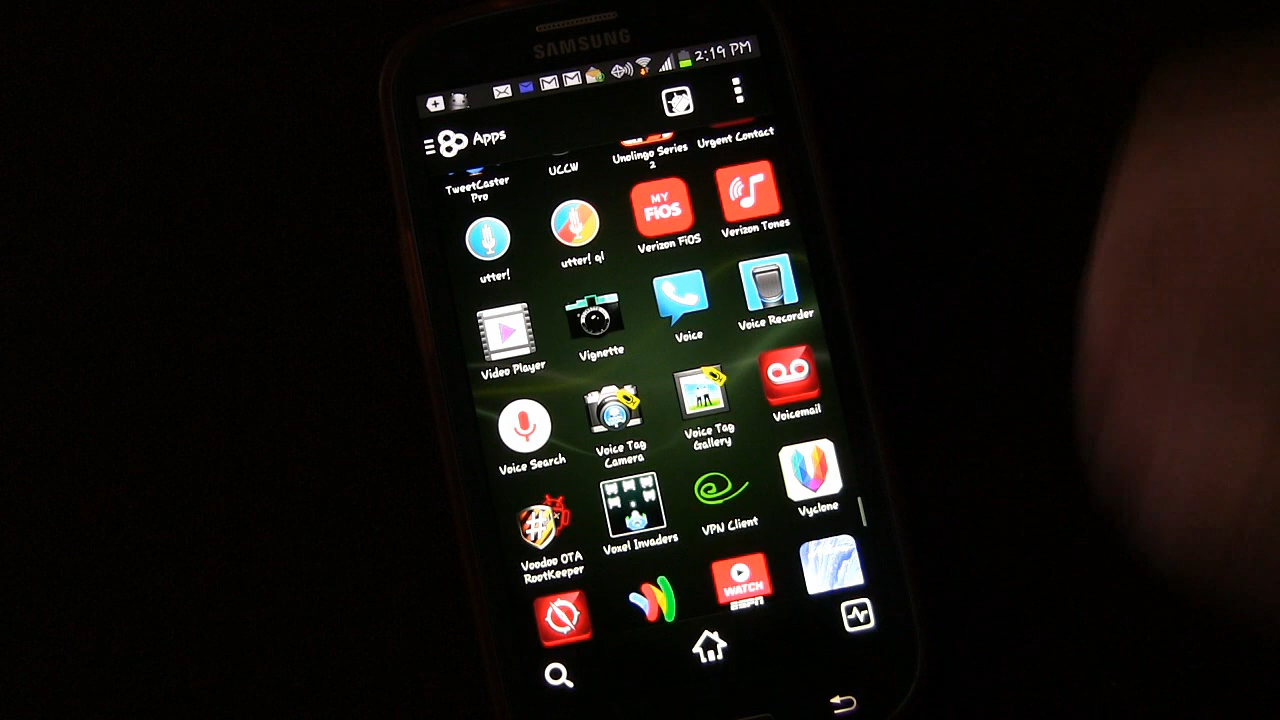 SAMSUNG
2:19 PM
Apps
TweetCaster
Pro
UCCW
Unolingo Series
2
Urgent Contact
utter!
utter! ql
MY
FiOS
Verizon FiOS
Verizon Tones
Video Player
Vignette
Voice
Voice Recorder
Voice Search
Voice Tag
Camera
Voice Tag
Gallery
Voicemail
#
Voodoo OTA
RootKeeper
Voxel Invaders
VPN Client
Vyclone
WATCH
ESPN